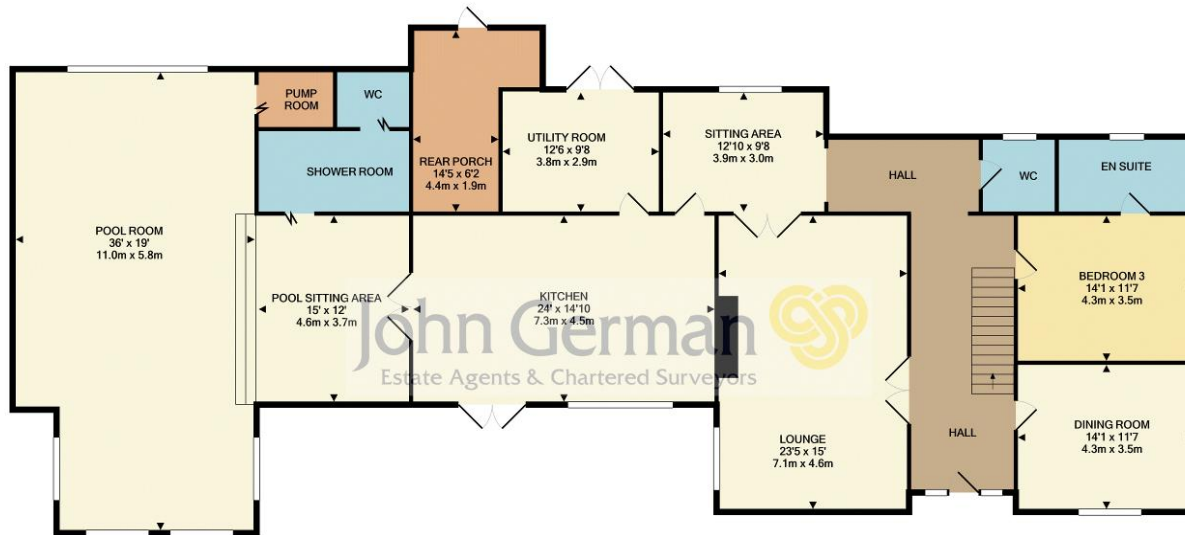 PUMP
ROOM
WC
REAR PORCH
14'5 x 6'2
4.4m x 1.9m
UTILITY ROOM
12'6 x 9'8
3.8m x 2.9m
SITTING AREA
12'10 x 9'8
3.9m x 3.0m
SHOWER ROOM
HALL
WC
EN SUITE
POOL ROOM
36' x 19'
11.0m x 5.8m
POOL SITTING AREA
15' x 12'
4.6m x 3.7m
KITCHEN
24' x 14'10
7.3m x 4.5m
BEDROOM 3
14'1 x 11'7
4.3m x 3.5m
John German
Estate Agents & Chartered Surveyors
LOUNGE
23'5 x 15'
7.1m x 4.6m
HALL
DINING ROOM
14'1 x 11'7
4.3m x 3.5m